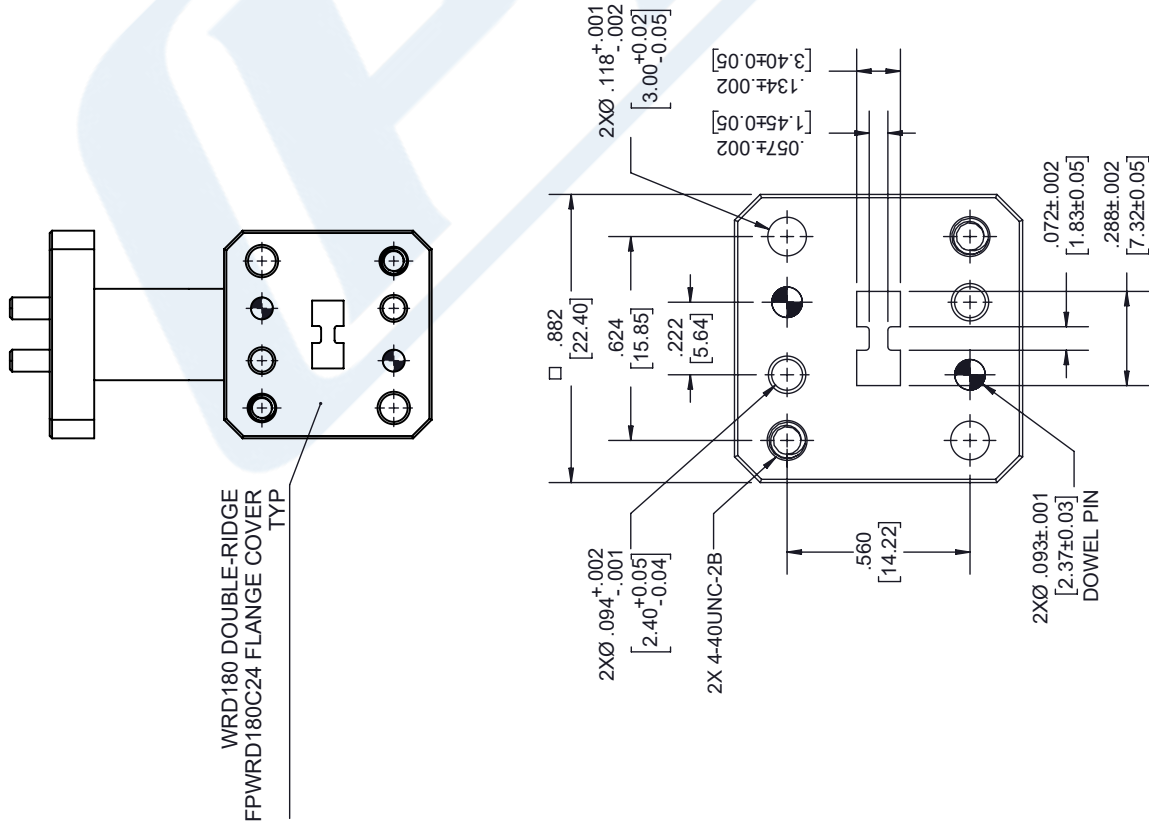 WRD180 DOUBLE-RIDGE
FPWRD180C24 FLANGE COVER
TYP
2XØ .118 +.001 -.002
[3.00 +0.02 -0.05]
.134±.002
[3.40±0.05]
.057±.002
[1.45±0.05]
□ .882
[22.40]
.624
[15.85]
.222
[5.64]
2XØ .094 +.002 -.001
[2.40 +0.05 -0.04]
2X 4-40UNC-2B
.560
[14.22]
2XØ .093±.001
[2.37±0.03]
DOWEL PIN
.072±.002
[1.83±0.05]
.288±.002
[7.32±0.05]